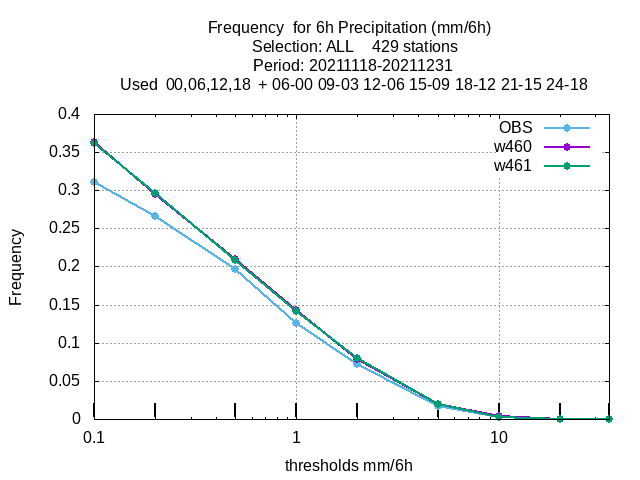 Frequency  for 6h Precipitation (mm/6h)
Selection: ALL    429 stations
Period: 20211118-20211231
Used  00,06,12,18  + 06-00 09-03 12-06 15-09 18-12 21-15 24-18
OBS
w460
w461
0.4
0.35
0.3
0.25
0.2
0.15
0.1
0.05
0
Frequency
0.1
1
10
thresholds mm/6h